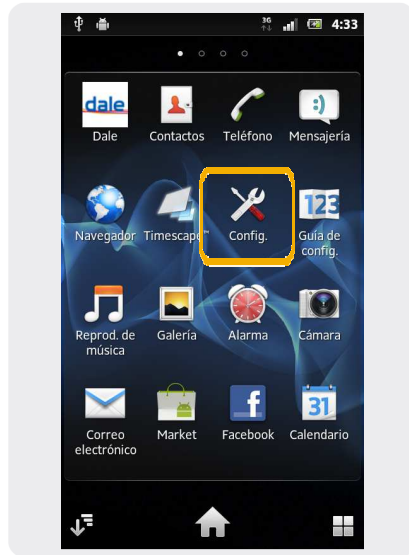 3G
4:33
dale
Dale
Contactos
Teléfono
:)
Mensajería
Navegador
Timescape™
Config.
123
Guía de
config.
Reprod. de
música
Galería
Alarma
Cámara
Correo
electrónico
Market
f
Facebook
31
Calendario